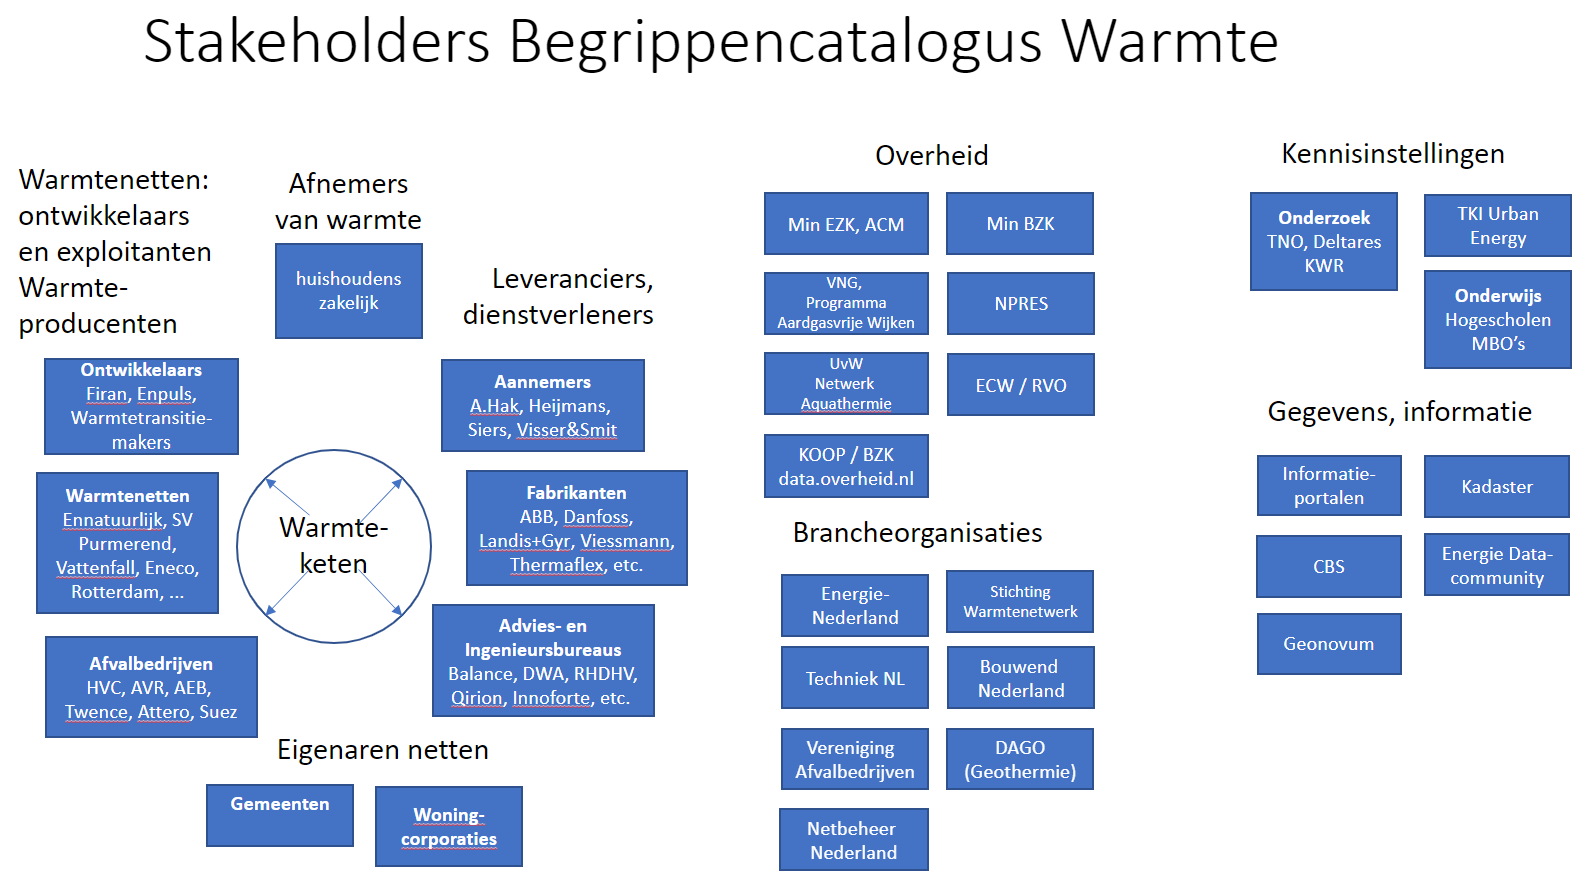 Stakeholders Begrippencatalogus Warmte
Warmtenetten:
ontwikkelaars
en exploitanten
Warmte-
producenten
Ontwikkelaars
Firan, Enpuls,
Warmtetransitie-
makers
Warmtenetten
Ennatuurlijk, SV
Purmerend,
Vattenfall, Eneco,
Rotterdam, ...
Afvalbedrijven
HVC, AVR, AEB,
Twence, Attero, Suez
Afnemers
van warmte
huishoudens
zakelijk
Warmte-
keten
Leveranciers,
dienstverleners
Aannemers
A.Hak, Heijmans,
Siers, Visser&Smit
Fabrikanten
ABB, Danfoss,
Landis+Gyr, Viessmann,
Thermaflex, etc.
Advies- en
Ingenieursbureaus
Balance, DWA, RHDHV,
Qirion, Innoforte, etc.
Eigenaren netten
Gemeenten
Woning-
corporaties
Overheid
Min EZK, ACM
Min BZK
VNG,
Programma
Aardgasvrije Wijken
NPRES
UvW
Netwerk
Aquathermie
ECW / RVO
KOOP / BZK
data.overheid.nl
Brancheorganisaties
Energie-
Nederland
Stichting
Warmtenetwerk
Techniek NL
Bouwend
Nederland
Vereniging
Afvalbedrijven
DAGO
(Geothermie)
Netbeheer
Nederland
Kennisinstellingen
Onderzoek
TNO, Deltares
KWR
TKI Urban
Energy
Onderwijs
Hogescholen
MBO’s
Gegevens, informatie
Informatie-
portalen
Kadaster
CBS
Energie Data-
community
Geonovum